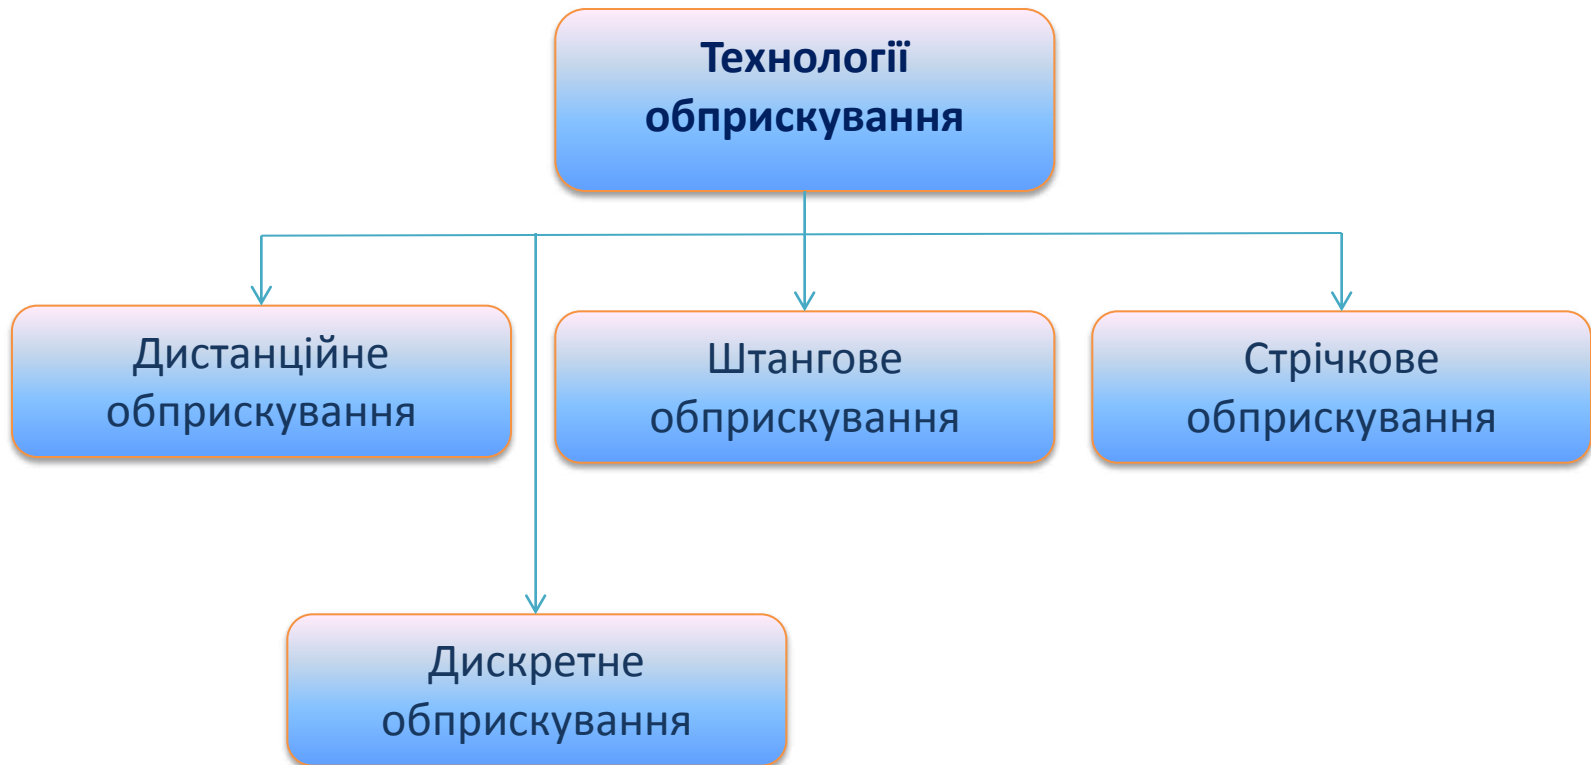 Технології
обприскування
Дистанційне
обприскування
Штангове
обприскування
Стрічкове
обприскування
Дискретне
обприскування